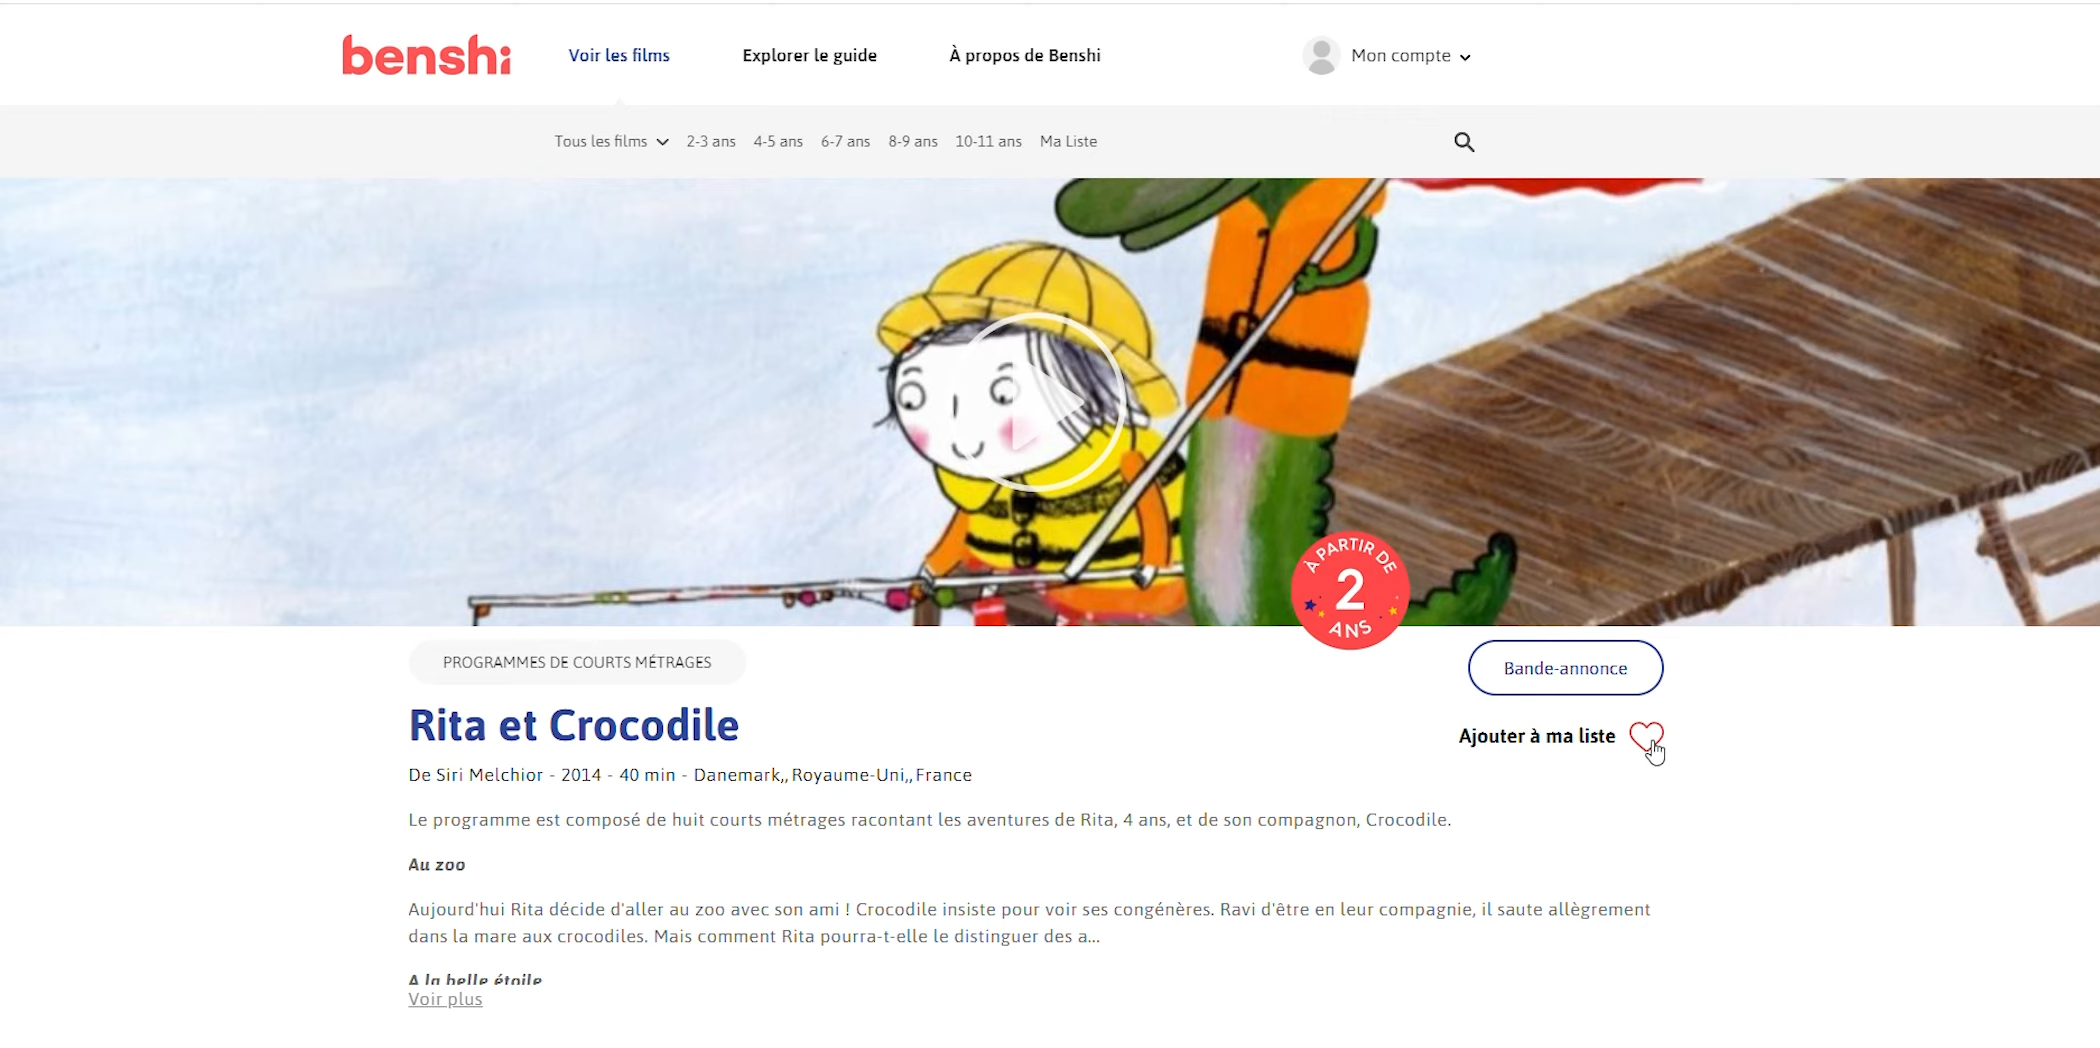 benshi
Voir les films
Explorer le guide
À propos de Benshi
Mon compte
Tous les films
2-3 ans
4-5 ans
6-7 ans
8-9 ans
10-11 ans
Ma Liste
À PARTIR DE
2
ANS
PROGRAMMES DE COURTS MÉTRAGES
Bande-annonce
Rita et Crocodile
Ajouter à ma liste
De Siri Melchior - 2014 - 40 min - Danemark,, Royaume-Uni,, France
Le programme est composé de huit courts métrages racontant les aventures de Rita, 4 ans, et de son compagnon, Crocodile.
Au zoo
Aujourd'hui Rita décide d'aller au zoo avec son ami ! Crocodile insiste pour voir ses congénères. Ravi d'être en leur compagnie, il saute allègrement
dans la mare aux crocodiles. Mais comment Rita pourra-t-elle le distinguer des a...
A la belle étoile
Voir plus